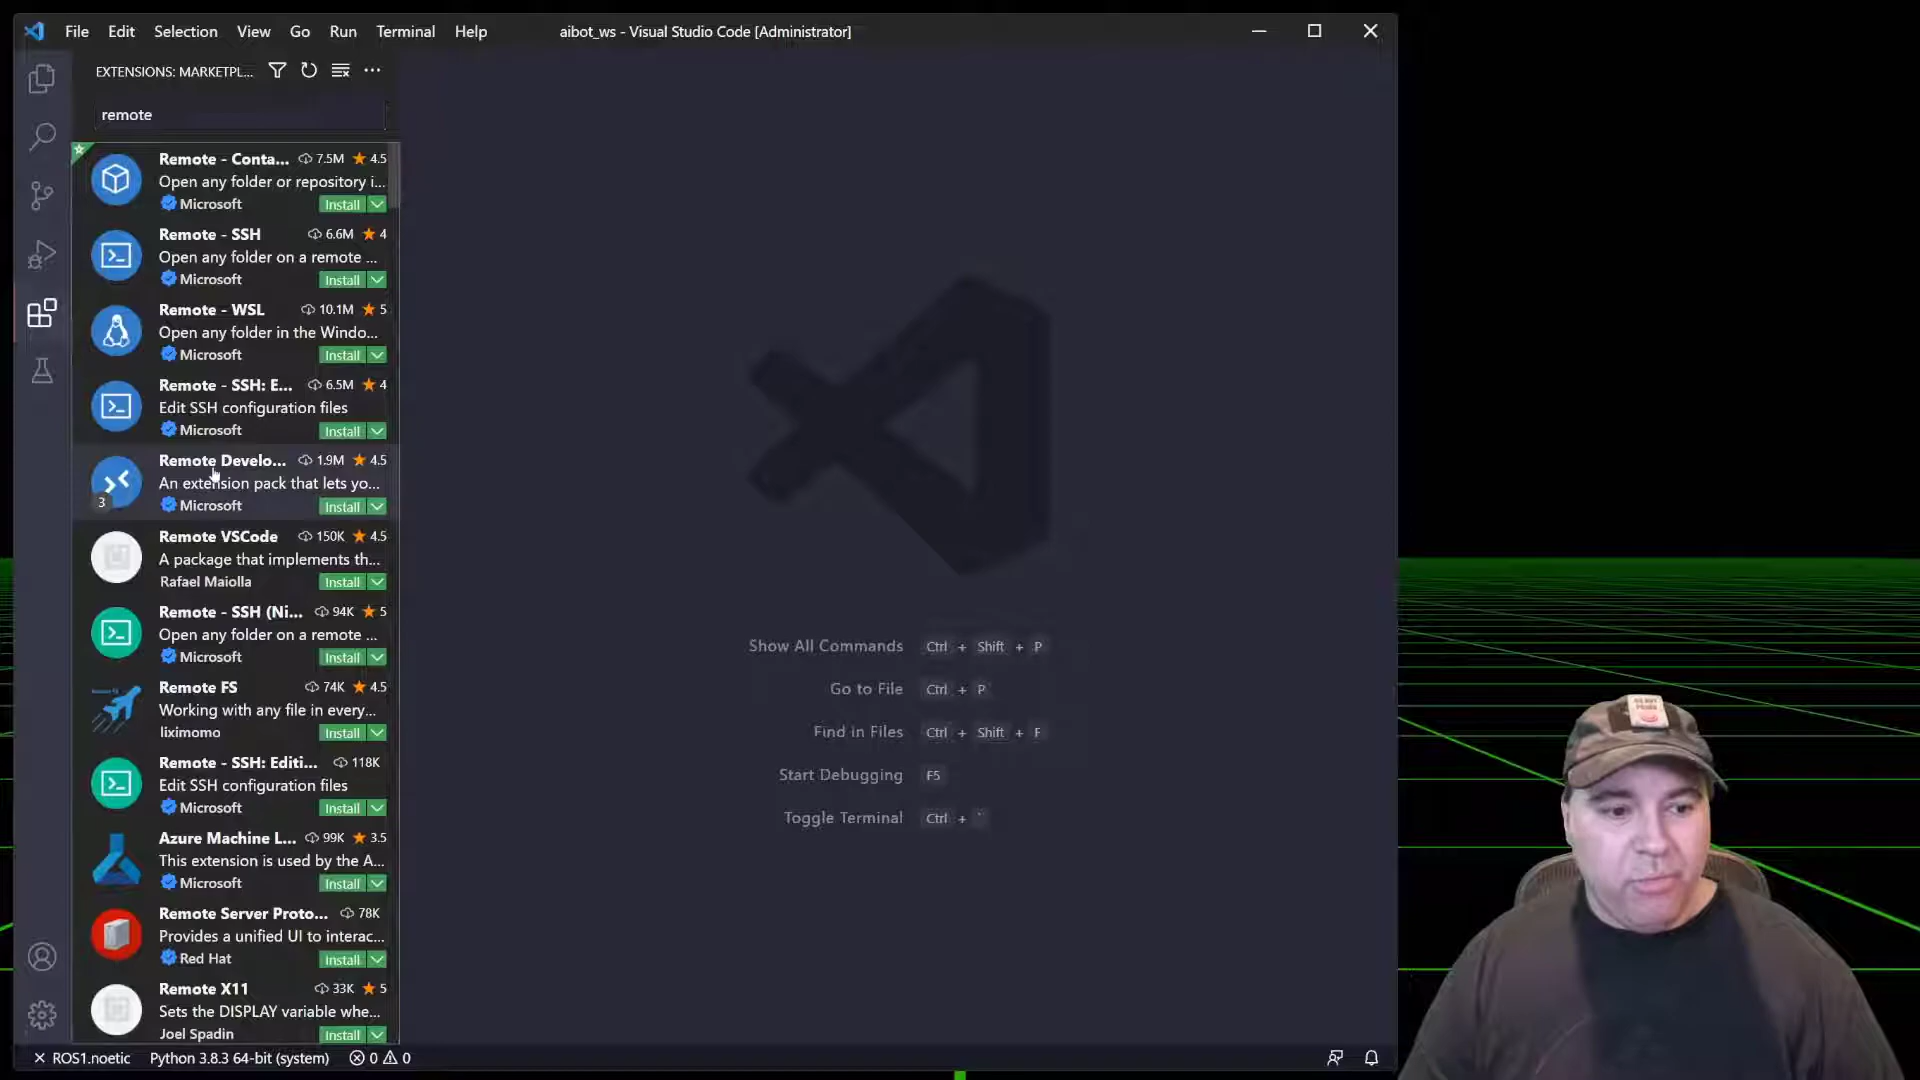 File Edit Selection View Go Run Terminal Help aibot_ws - Visual Studio Code [Administrator]
EXTENSIONS: MARKETPL...
remote
Remote - Conta... 7.5M 4.5
Open any folder or repository i...
Microsoft Install
Remote - SSH 6.6M 4
Open any folder on a remote ...
Microsoft Install
Remote - WSL 10.1M 5
Open any folder in the Windo...
Microsoft Install
Remote - SSH: E... 6.5M 4
Edit SSH configuration files
Microsoft Install
Remote Develo... 1.9M 4.5
An extension pack that lets yo...
3 Microsoft Install
Remote VSCode 150K 4.5
A package that implements th...
Rafael Maiolla Install
Remote - SSH (Ni... 94K 5
Open any folder on a remote ...
Microsoft Install
Remote FS 74K 4.5
Working with any file in every...
liximomo Install
Remote - SSH: Editi... 118K
Edit SSH configuration files
Microsoft Install
Azure Machine L... 99K 3.5
This extension is used by the A...
Microsoft Install
Remote Server Proto... 78K
Provides a unified UI to interac...
Red Hat Install
Remote X11 33K 5
Sets the DISPLAY variable whe...
Joel Spadin Install
Show All Commands Ctrl + Shift + P
Go to File Ctrl + P
Find in Files Ctrl + Shift + F
Start Debugging F5
Toggle Terminal Ctrl + `
ROS1.noetic Python 3.8.3 64-bit (system) 0 0